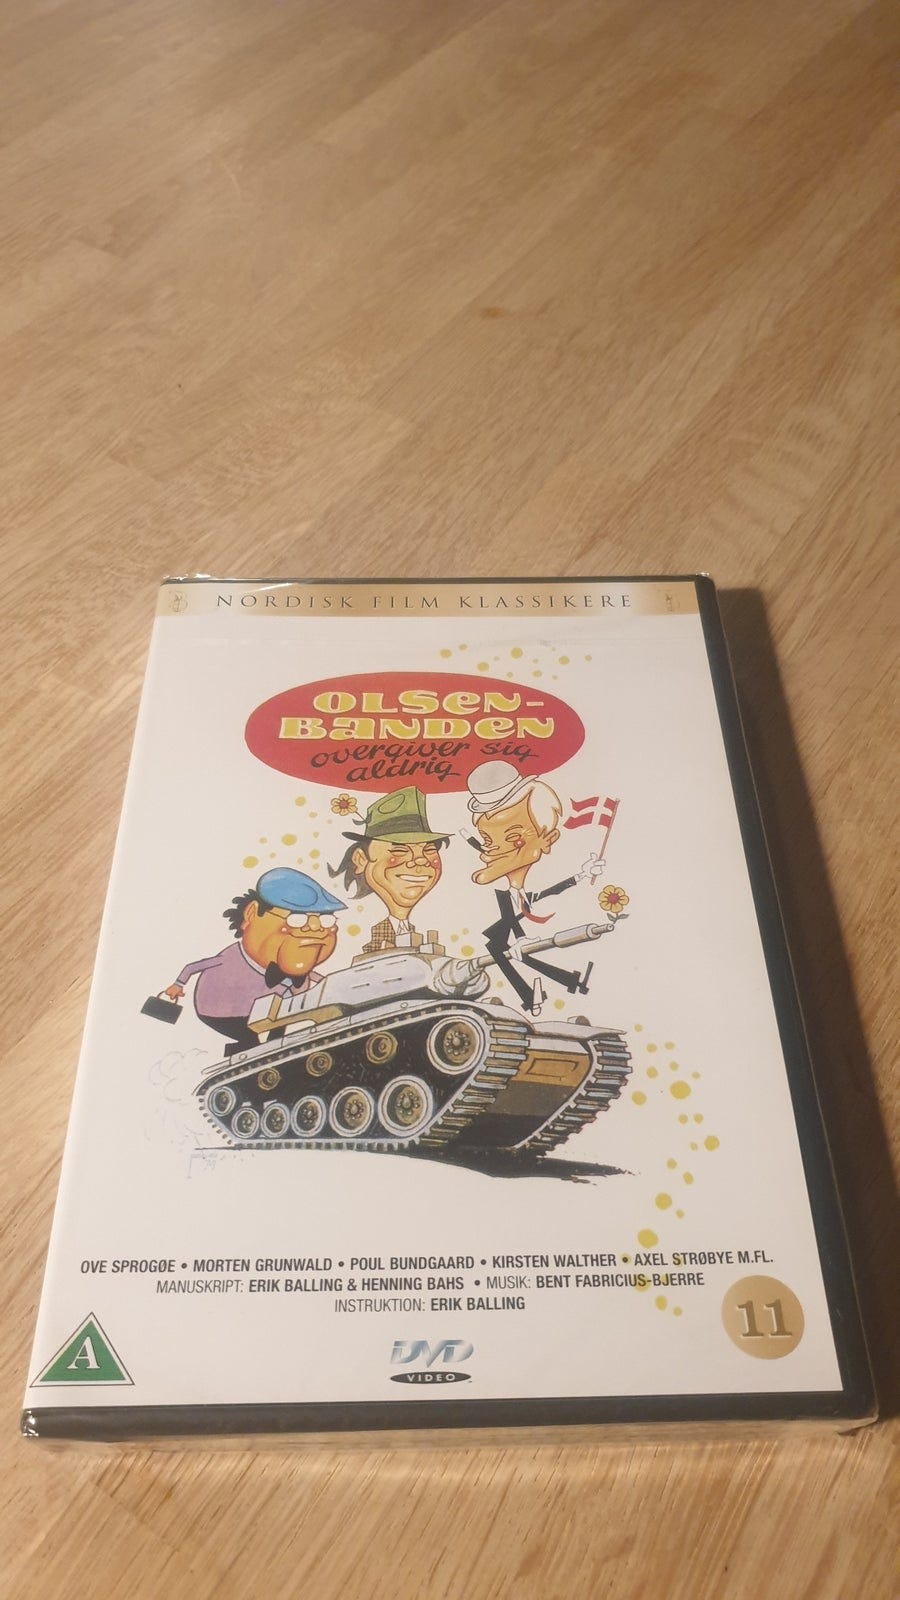 NORDISK FILM KLASSIKERE
OLSEN-
BANDEN
overgiver sig
aldrig
OVE SPROGØE • MORTEN GRUNWALD • POUL BUNDGAARD • KIRSTEN WALTHER • AXEL STRØBYE M.FL.
MANUSKRIPT: ERIK BALLING & HENNING BAHS • MUSIK: BENT FABRICIUS-BJERRE
INSTRUKTION: ERIK BALLING
11
A
DVD
VIDEO